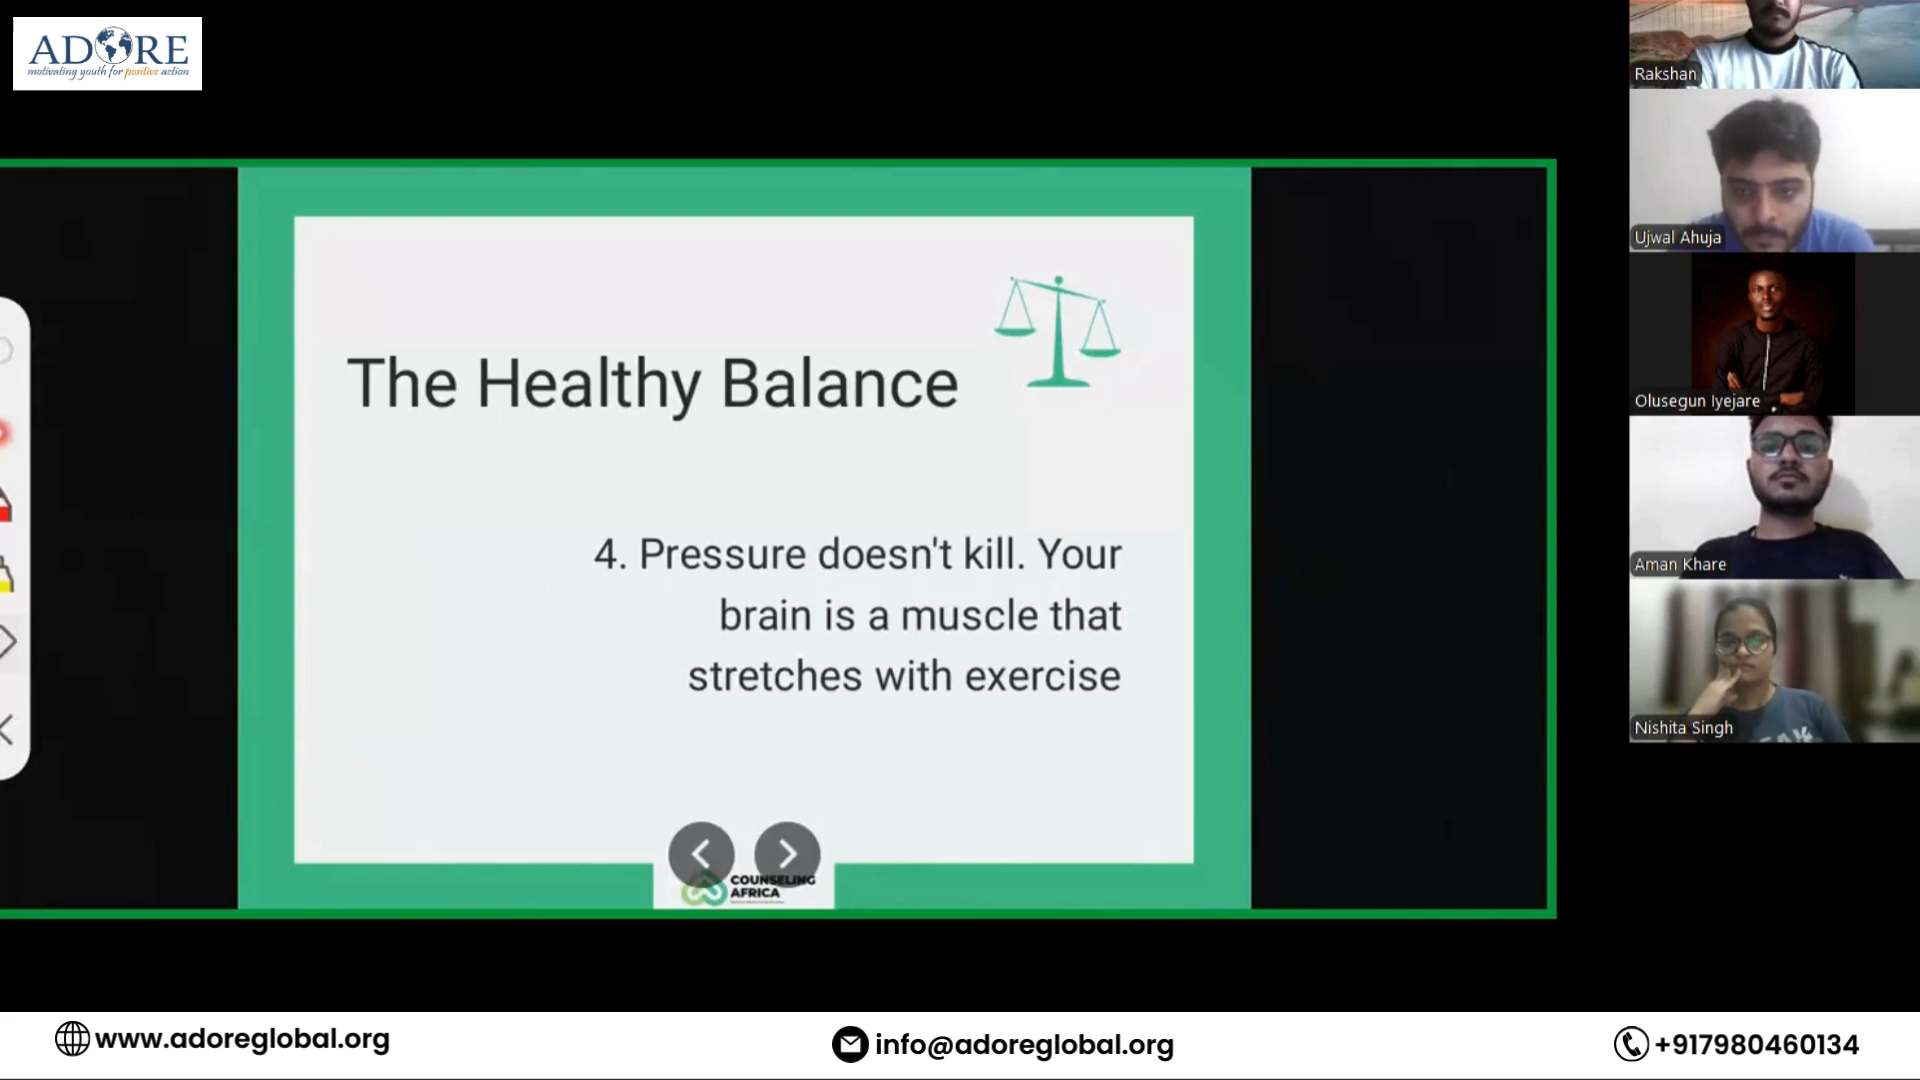 ADORE
motivating youth for positive action
The Healthy Balance
4. Pressure doesn't kill. Your
brain is a muscle that
stretches with exercise
COUNSELING
AFRICA
Rakshan
Ujwal Ahuja
Olusegun Iyejare
Aman Khare
Nishita Singh
www.adoreglobal.org
info@adoreglobal.org
+917980460134